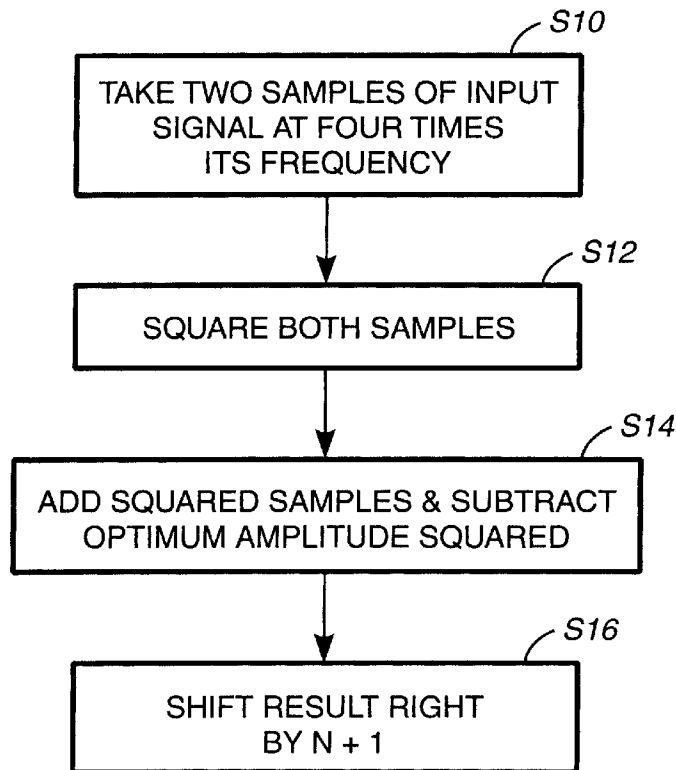 S10
TAKE TWO SAMPLES OF INPUT
SIGNAL AT FOUR TIMES
ITS FREQUENCY
S12
SQUARE BOTH SAMPLES
S14
ADD SQUARED SAMPLES & SUBTRACT
OPTIMUM AMPLITUDE SQUARED
S16
SHIFT RESULT RIGHT
BY N + 1